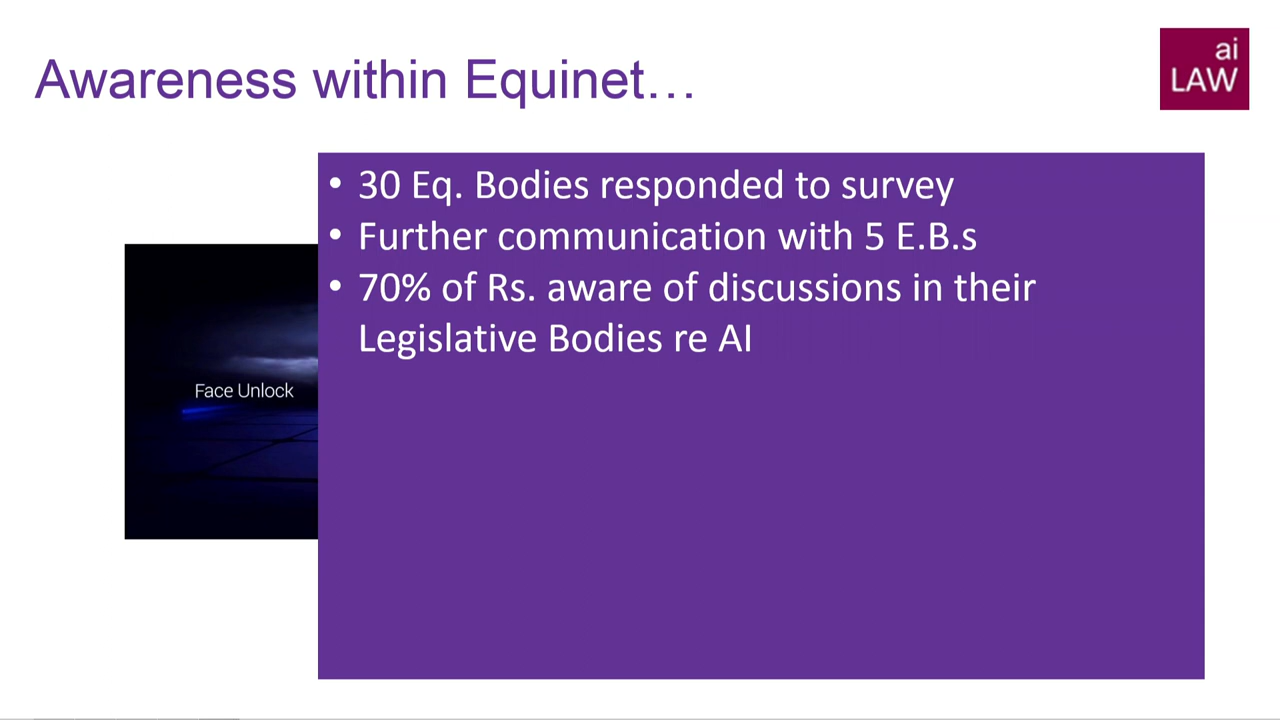 Awareness within Equinet…
ai
LAW
• 30 Eq. Bodies responded to survey
• Further communication with 5 E.B.s
• 70% of Rs. aware of discussions in their
Legislative Bodies re AI
Face Unlock